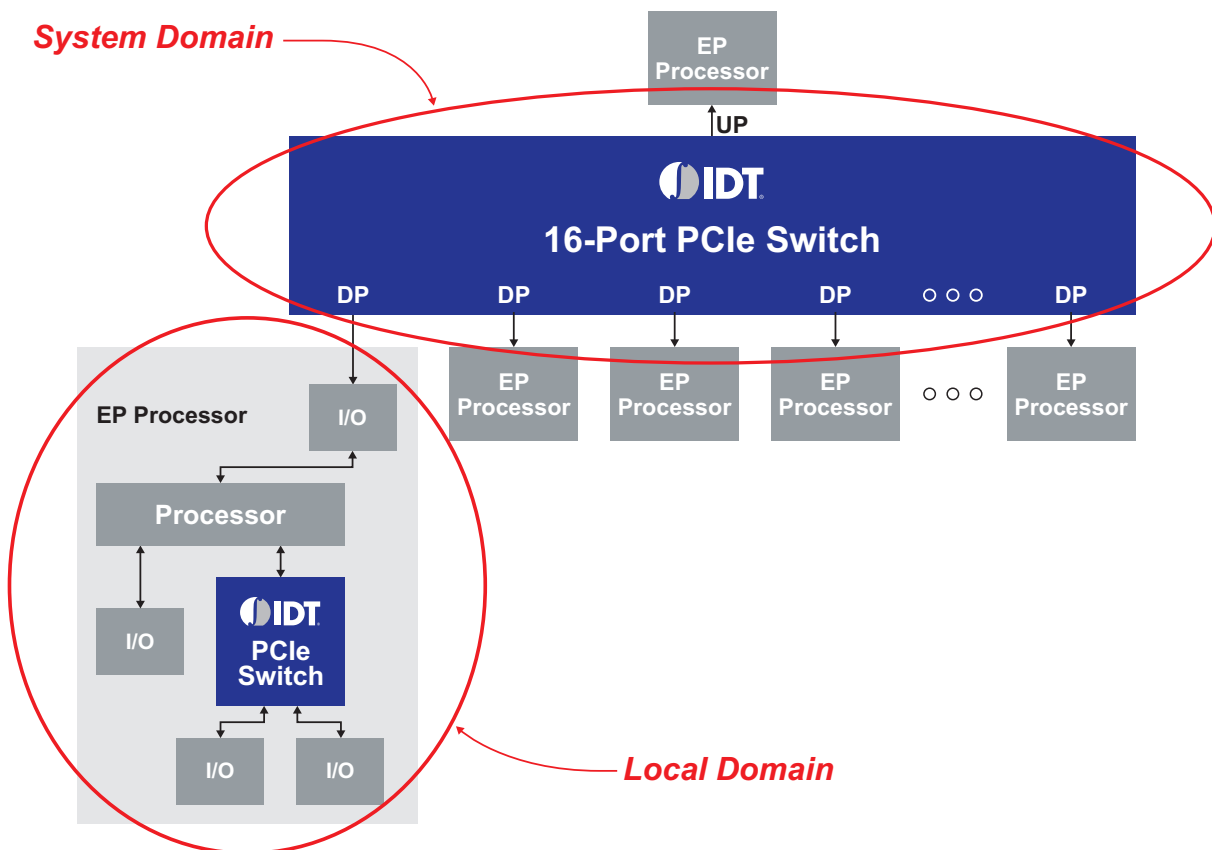 System Domain
EP
Processor
UP
IDT
16-Port PCIe Switch
DP DP DP DP DP
EP Processor
I/O
EP
Processor
EP
Processor
EP
Processor
EP
Processor
Processor
I/O
IDT
PCIe
Switch
I/O
I/O
Local Domain